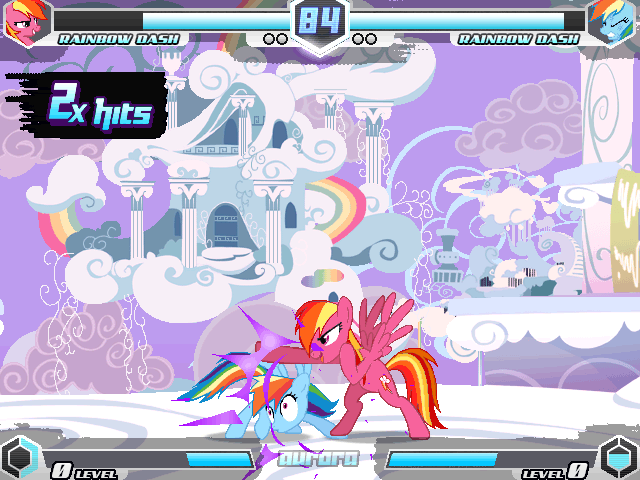 84
RAINBOW DASH
RAINBOW DASH
2x hits
aurora
0 LEVEL
LEVEL 0